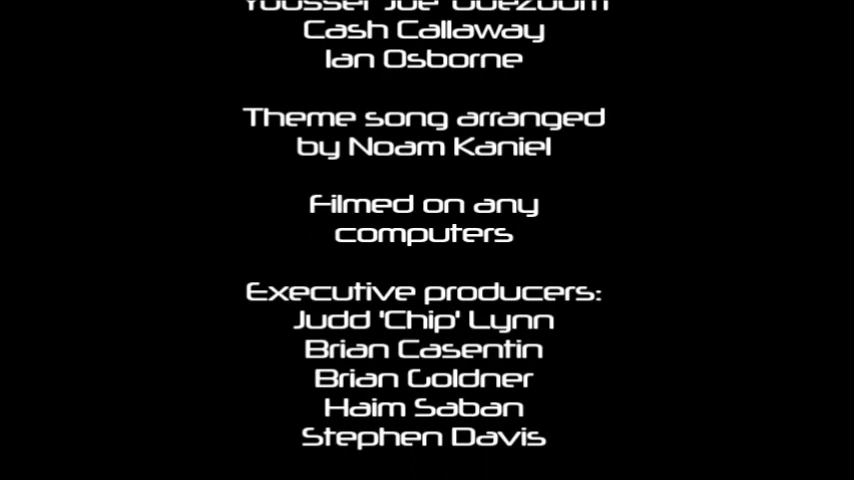 Cash Callaway
Ian Osborne
Theme song arranged
by Noam Kaniel
Filmed on any
computers
Executive producers:
Judd 'Chip' Lynn
Brian Casentin
Brian Goldner
Haim Saban
Stephen Davis